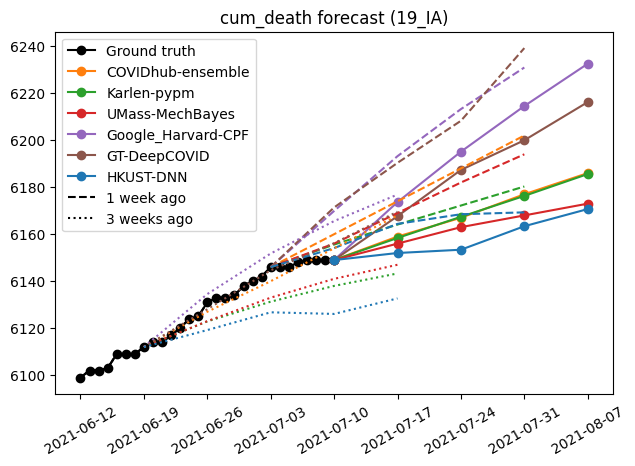 cum_death forecast (19_IA)
6240
6220
6200
6180
6160
6140
6120
6100
Ground truth
COVIDhub-ensemble
Karlen-pypm
UMass-MechBayes
Google_Harvard-CPF
GT-DeepCOVID
HKUST-DNN
1 week ago
3 weeks ago
2021-06-12
2021-06-19
2021-06-26
2021-07-03
2021-07-10
2021-07-17
2021-07-24
2021-07-31
2021-08-07